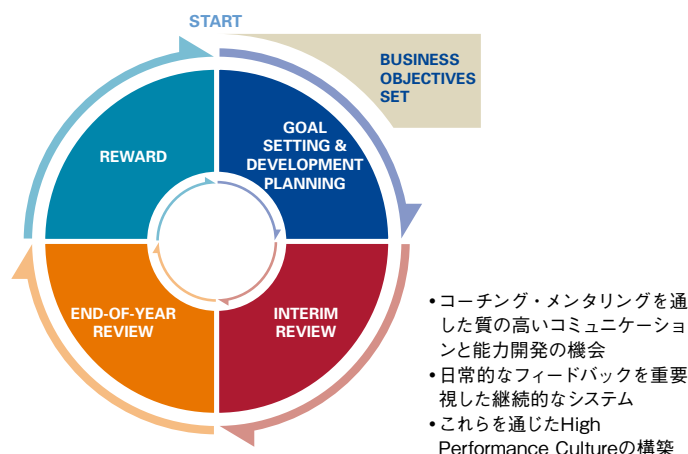 START
BUSINESS
OBJECTIVES
SET
GOAL
SETTING &
DEVELOPMENT
PLANNING
REWARD
END-OF-YEAR
REVIEW
INTERIM
REVIEW
•コーチング・メンタリングを通
した質の高いコミュニケーショ
ンと能力開発の機会
•日常的なフィードバックを重要
視した継続的なシステム
•これらを通じたHigh
Performance Cultureの構築